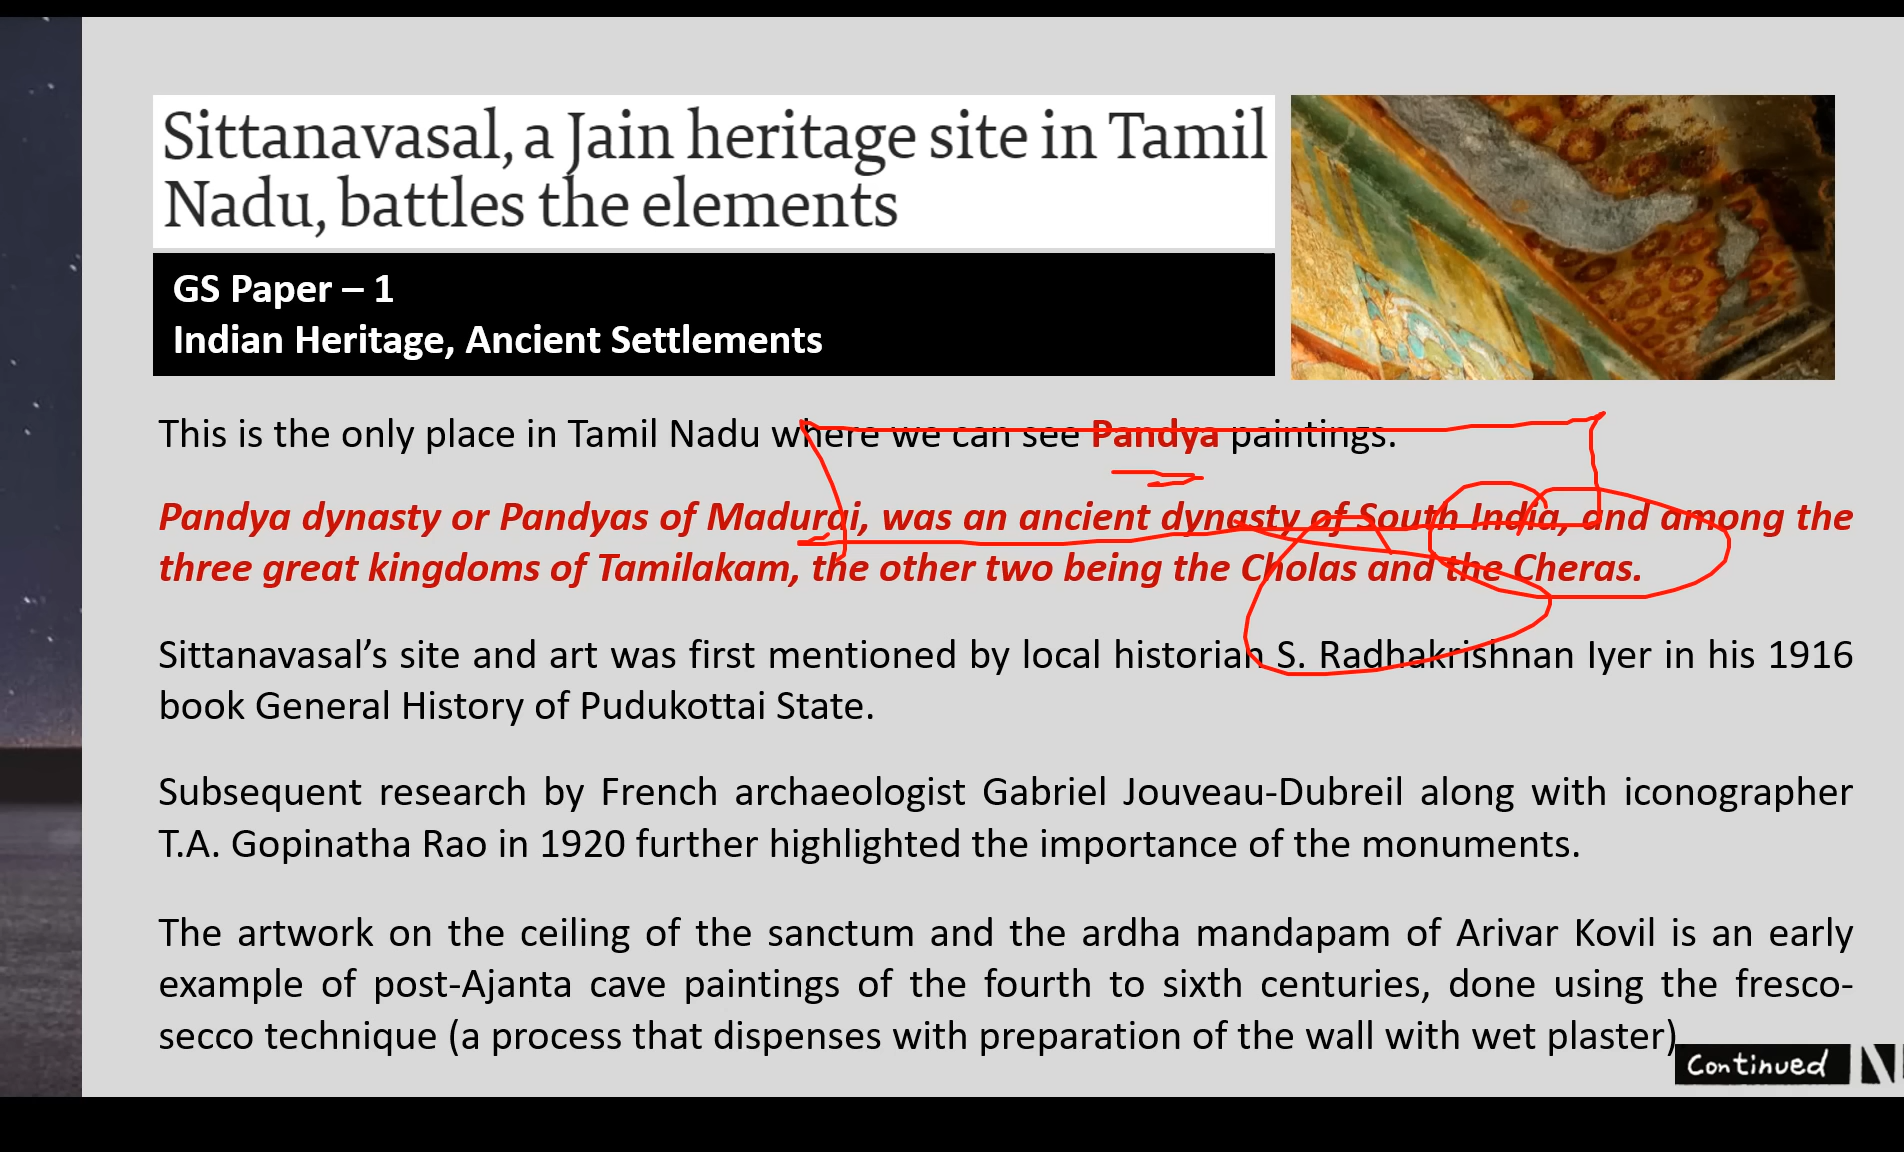 Sittanavasal, a Jain heritage site in Tamil
Nadu, battles the elements
GS Paper – 1
Indian Heritage, Ancient Settlements
This is the only place in Tamil Nadu where we can see Pandya paintings.
Pandya dynasty or Pandyas of Madurai, was an ancient dynasty of South India, and among the
three great kingdoms of Tamilakam, the other two being the Cholas and the Cheras.
Sittanavasal’s site and art was first mentioned by local historian S. Radhakrishnan Iyer in his 1916
book General History of Pudukottai State.
Subsequent research by French archaeologist Gabriel Jouveau-Dubreil along with iconographer
T.A. Gopinatha Rao in 1920 further highlighted the importance of the monuments.
The artwork on the ceiling of the sanctum and the ardha mandapam of Arivar Kovil is an early
example of post-Ajanta cave paintings of the fourth to sixth centuries, done using the fresco-
secco technique (a process that dispenses with preparation of the wall with wet plaster)
Continued